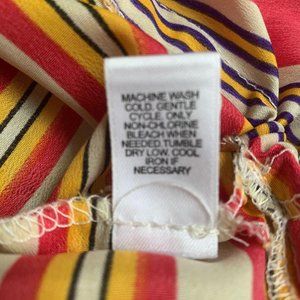 MACHINE WASH
COLD. GENTLE
CYCLE. ONLY
NON-CHLORINE
BLEACH WHEN
NEEDED.TUMBLE
DRY LOW. COOL
IRON IF
NECESSARY